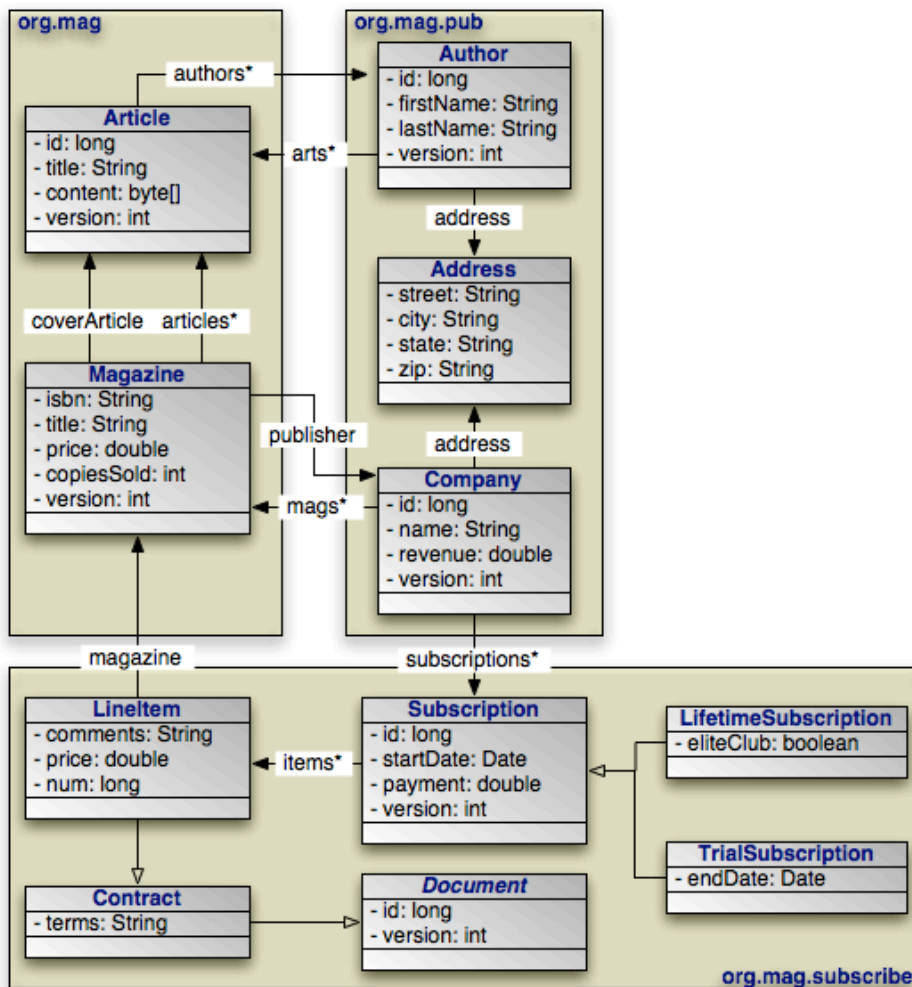 org.mag
org.mag.pub
authors*
Author
- id: long
- firstName: String
- lastName: String
- version: int
Article
- id: long
- title: String
- content: byte[]
- version: int
arts*
address
Address
- street: String
- city: String
- state: String
- zip: String
coverArticle
articles*
Magazine
- isbn: String
- title: String
- price: double
- copiesSold: int
- version: int
publisher
address
Company
- id: long
- name: String
- revenue: double
- version: int
mags*
magazine
subscriptions*
LineItem
- comments: String
- price: double
- num: long
items*
Subscription
- id: long
- startDate: Date
- payment: double
- version: int
LifetimeSubscription
- eliteClub: boolean
TrialSubscription
- endDate: Date
Contract
- terms: String
Document
- id: long
- version: int
org.mag.subscribe